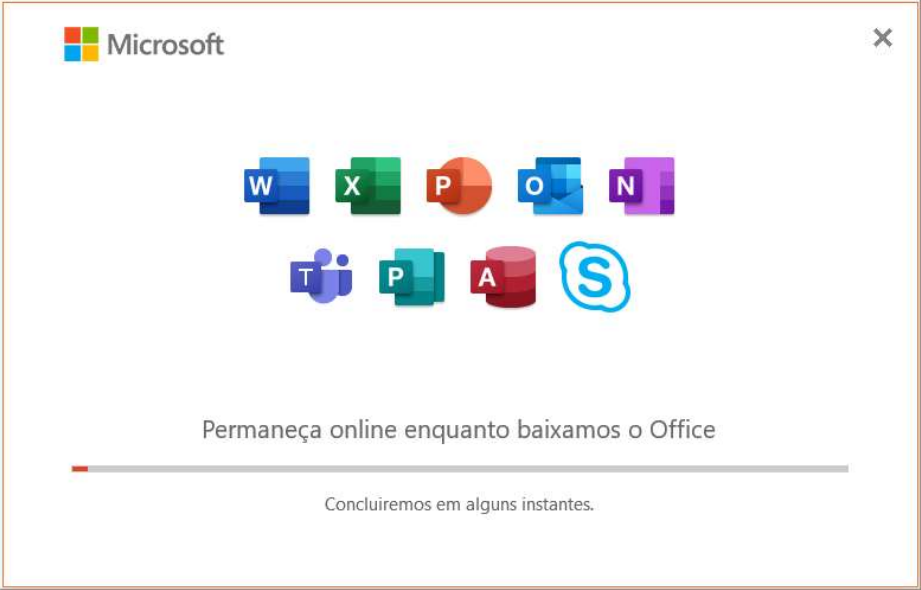 Microsoft
W X P O N
T P A S
Permaneça online enquanto baixamos o Office
Concluiremos em alguns instantes.